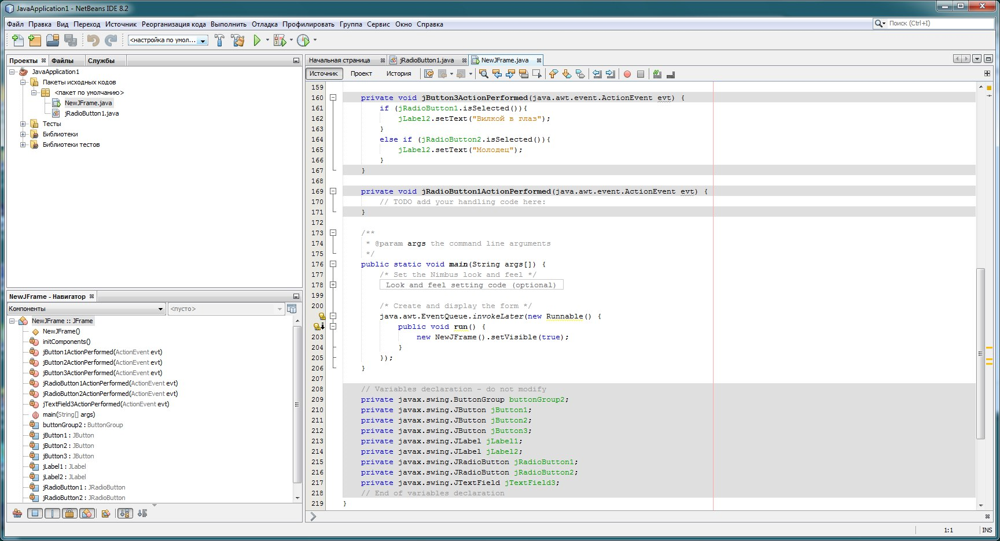 JavaApplication1 - NetBeans IDE 8.2
Файл Правка Вид Переход Источник Реорганизация кода Выполнить Отладка Профилировать Группа Сервис Окно Справка
Поиск (Ctrl+I)
<настройка по умол...
Проекты Файлы Службы
JavaApplication1
Пакеты исходных кодов
<пакет по умолчанию>
NewJFrame.java
jRadioButton1.java
Тесты
Библиотеки
Библиотеки тестов
NewJFrame - Навигатор
Компоненты <пусто>
NewJFrame :: JFrame
NewJFrame()
initComponents()
jButton1ActionPerformed(ActionEvent evt)
jButton2ActionPerformed(ActionEvent evt)
jButton3ActionPerformed(ActionEvent evt)
jRadioButton1ActionPerformed(ActionEvent evt)
jRadioButton2ActionPerformed(ActionEvent evt)
jTextField3ActionPerformed(ActionEvent evt)
main(String[] args)
buttonGroup2 : ButtonGroup
jButton1 : JButton
jButton2 : JButton
jButton3 : JButton
jLabel1 : JLabel
jLabel2 : JLabel
jRadioButton1 : JRadioButton
jRadioButton2 : JRadioButton
Начальная страница jRadioButton1.java NewJFrame.java
Источник Проект История
159
160 private void jButton3ActionPerformed(java.awt.event.ActionEvent evt) {
161 if (jRadioButton1.isSelected()){
162 jLabel2.setText("Вилкой в глаз");
163 }
164 else if (jRadioButton2.isSelected()){
165 jLabel2.setText("Молодец");
166 }
167 }
168
169 private void jRadioButton1ActionPerformed(java.awt.event.ActionEvent evt) {
170 // TODO add your handling code here:
171 }
172
173 /**
174 * @param args the command line arguments
175 */
176 public static void main(String args[]) {
177 /* Set the Nimbus look and feel */
178 Look and feel setting code (optional)
199
200 /* Create and display the form */
java.awt.EventQueue.invokeLater(new Runnable() {
public void run() {
203 new NewJFrame().setVisible(true);
204 }
205 });
206 }
207
208 // Variables declaration - do not modify
209 private javax.swing.ButtonGroup buttonGroup2;
210 private javax.swing.JButton jButton1;
211 private javax.swing.JButton jButton2;
212 private javax.swing.JButton jButton3;
213 private javax.swing.JLabel jLabel1;
214 private javax.swing.JLabel jLabel2;
215 private javax.swing.JRadioButton jRadioButton1;
216 private javax.swing.JRadioButton jRadioButton2;
217 private javax.swing.JTextField jTextField3;
218 // End of variables declaration
219 }
1:1 INS